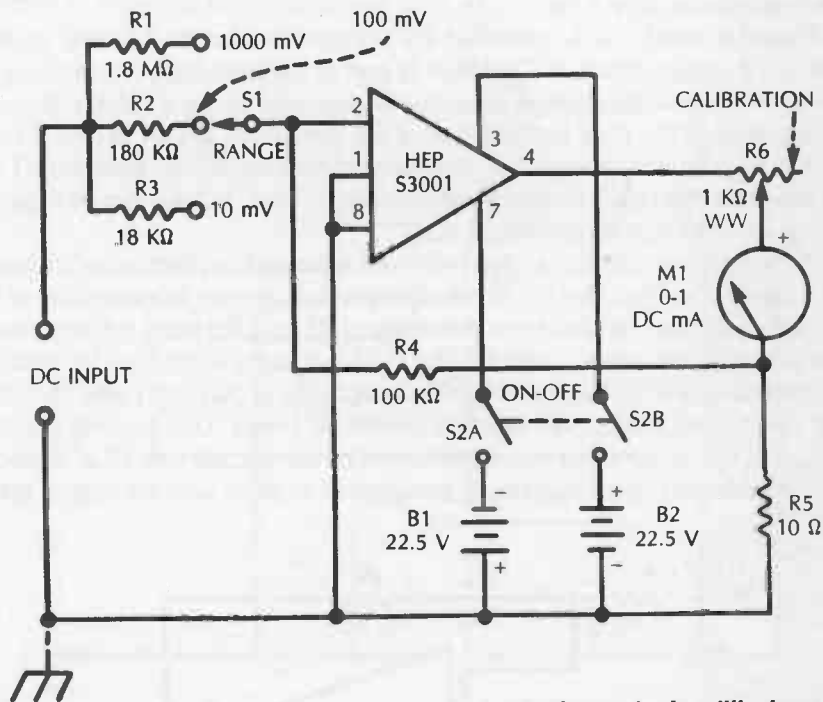 R1
1000 mV
1.8 MΩ
100 mV
R2
S1
180 KΩ
RANGE
R3
10 mV
18 KΩ
2
1
8
HEP
S3001
3
4
7
CALIBRATION
R6
1 KΩ
WW
+
M1
0-1
DC mA
DC INPUT
R4
100 KΩ
ON-OFF
S2A
S2B
−
+
B1
22.5 V
B2
22.5 V
+
−
R5
10 Ω